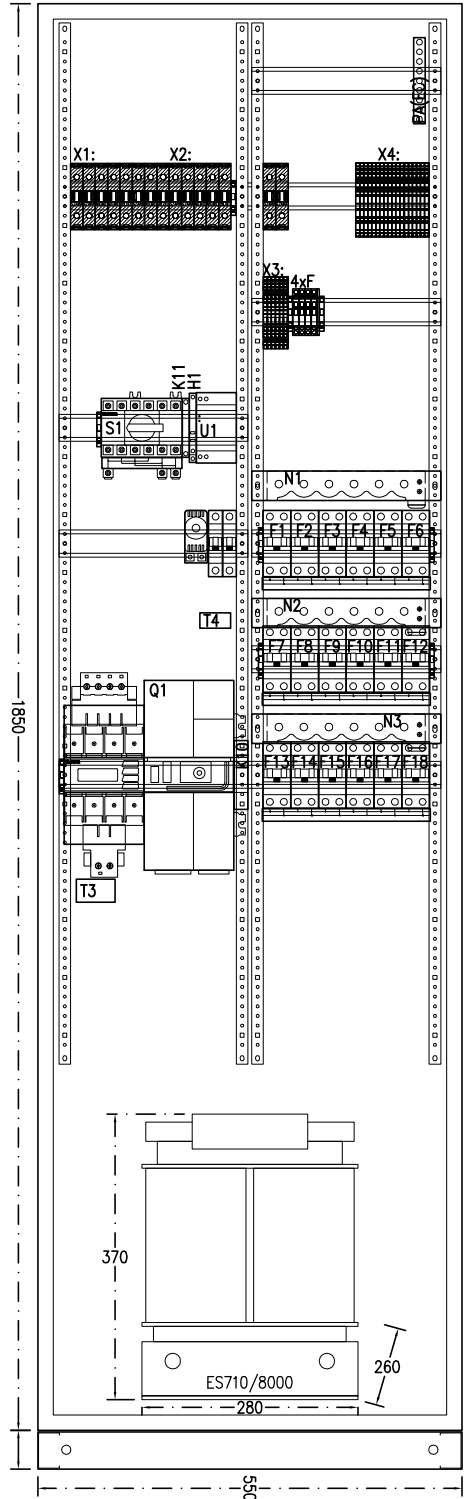 PA(PE)
X1: X2: X4:
X3: 4xF
K11
H1
S1 U1
N1
F1 F2 F3 F4 F5 F6
T4
N2
F7 F8 F9 F10 F11 F12
Q1
N3
K10
F13 F14 F15 F16 F17 F18
T3
1850
370
ES710/8000
260
280
550